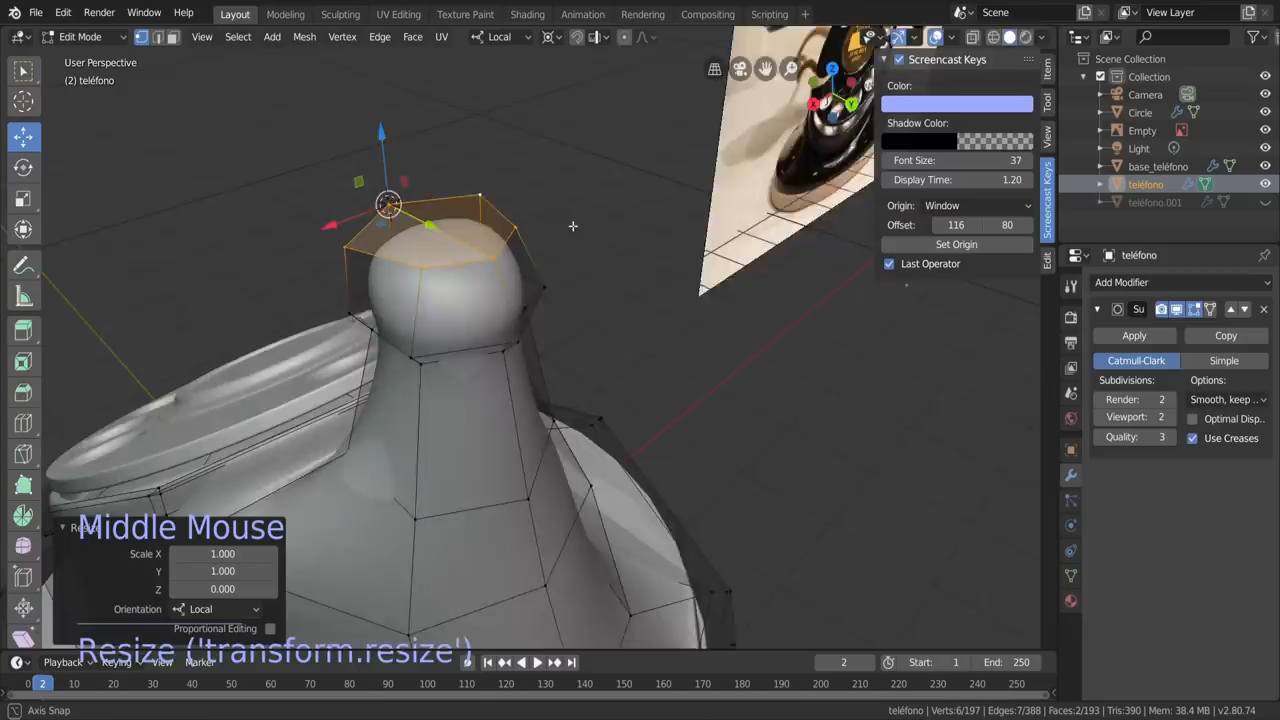 File Edit Render Window Help Layout Modeling Sculpting UV Editing Texture Paint Shading Animation Rendering Compositing Scripting + Scene View Layer
Edit Mode View Select Add Mesh Vertex Edge Face UV Local
User Perspective
(2) teléfono
Z
X
Y
Screencast Keys
Color:
Shadow Color:
Font Size: 37
Display Time: 1.20
Origin: Window
Offset: 116 80
Set Origin
Last Operator
Item
Tool
View
Screencast Keys
Edit
Scene Collection
Collection
Camera
Circle
Empty
Light
base_teléfono
teléfono
teléfono.001
teléfono
Add Modifier
Su
Apply Copy
Catmull-Clark Simple
Subdivisions: Options:
Render: 2 Smooth, keep ..
Viewport: 2 Optimal Disp..
Quality: 3 Use Creases
Middle Mouse
Scale X 1.000
Y 1.000
Z 0.000
Orientation Local
Proportional Editing
Resize ('transform.resize')
Playback Keying View Marker 2 Start: 1 End: 250
2 10 20 30 40 50 60 70 80 90 100 110 120 130 140 150 160 170 180 190 200 210 220 230 240 250
Axis Snap teléfono | Verts:6/197 | Edges:7/388 | Faces:2/193 | Tris:390 | Mem: 38.4 MB | v2.80.74